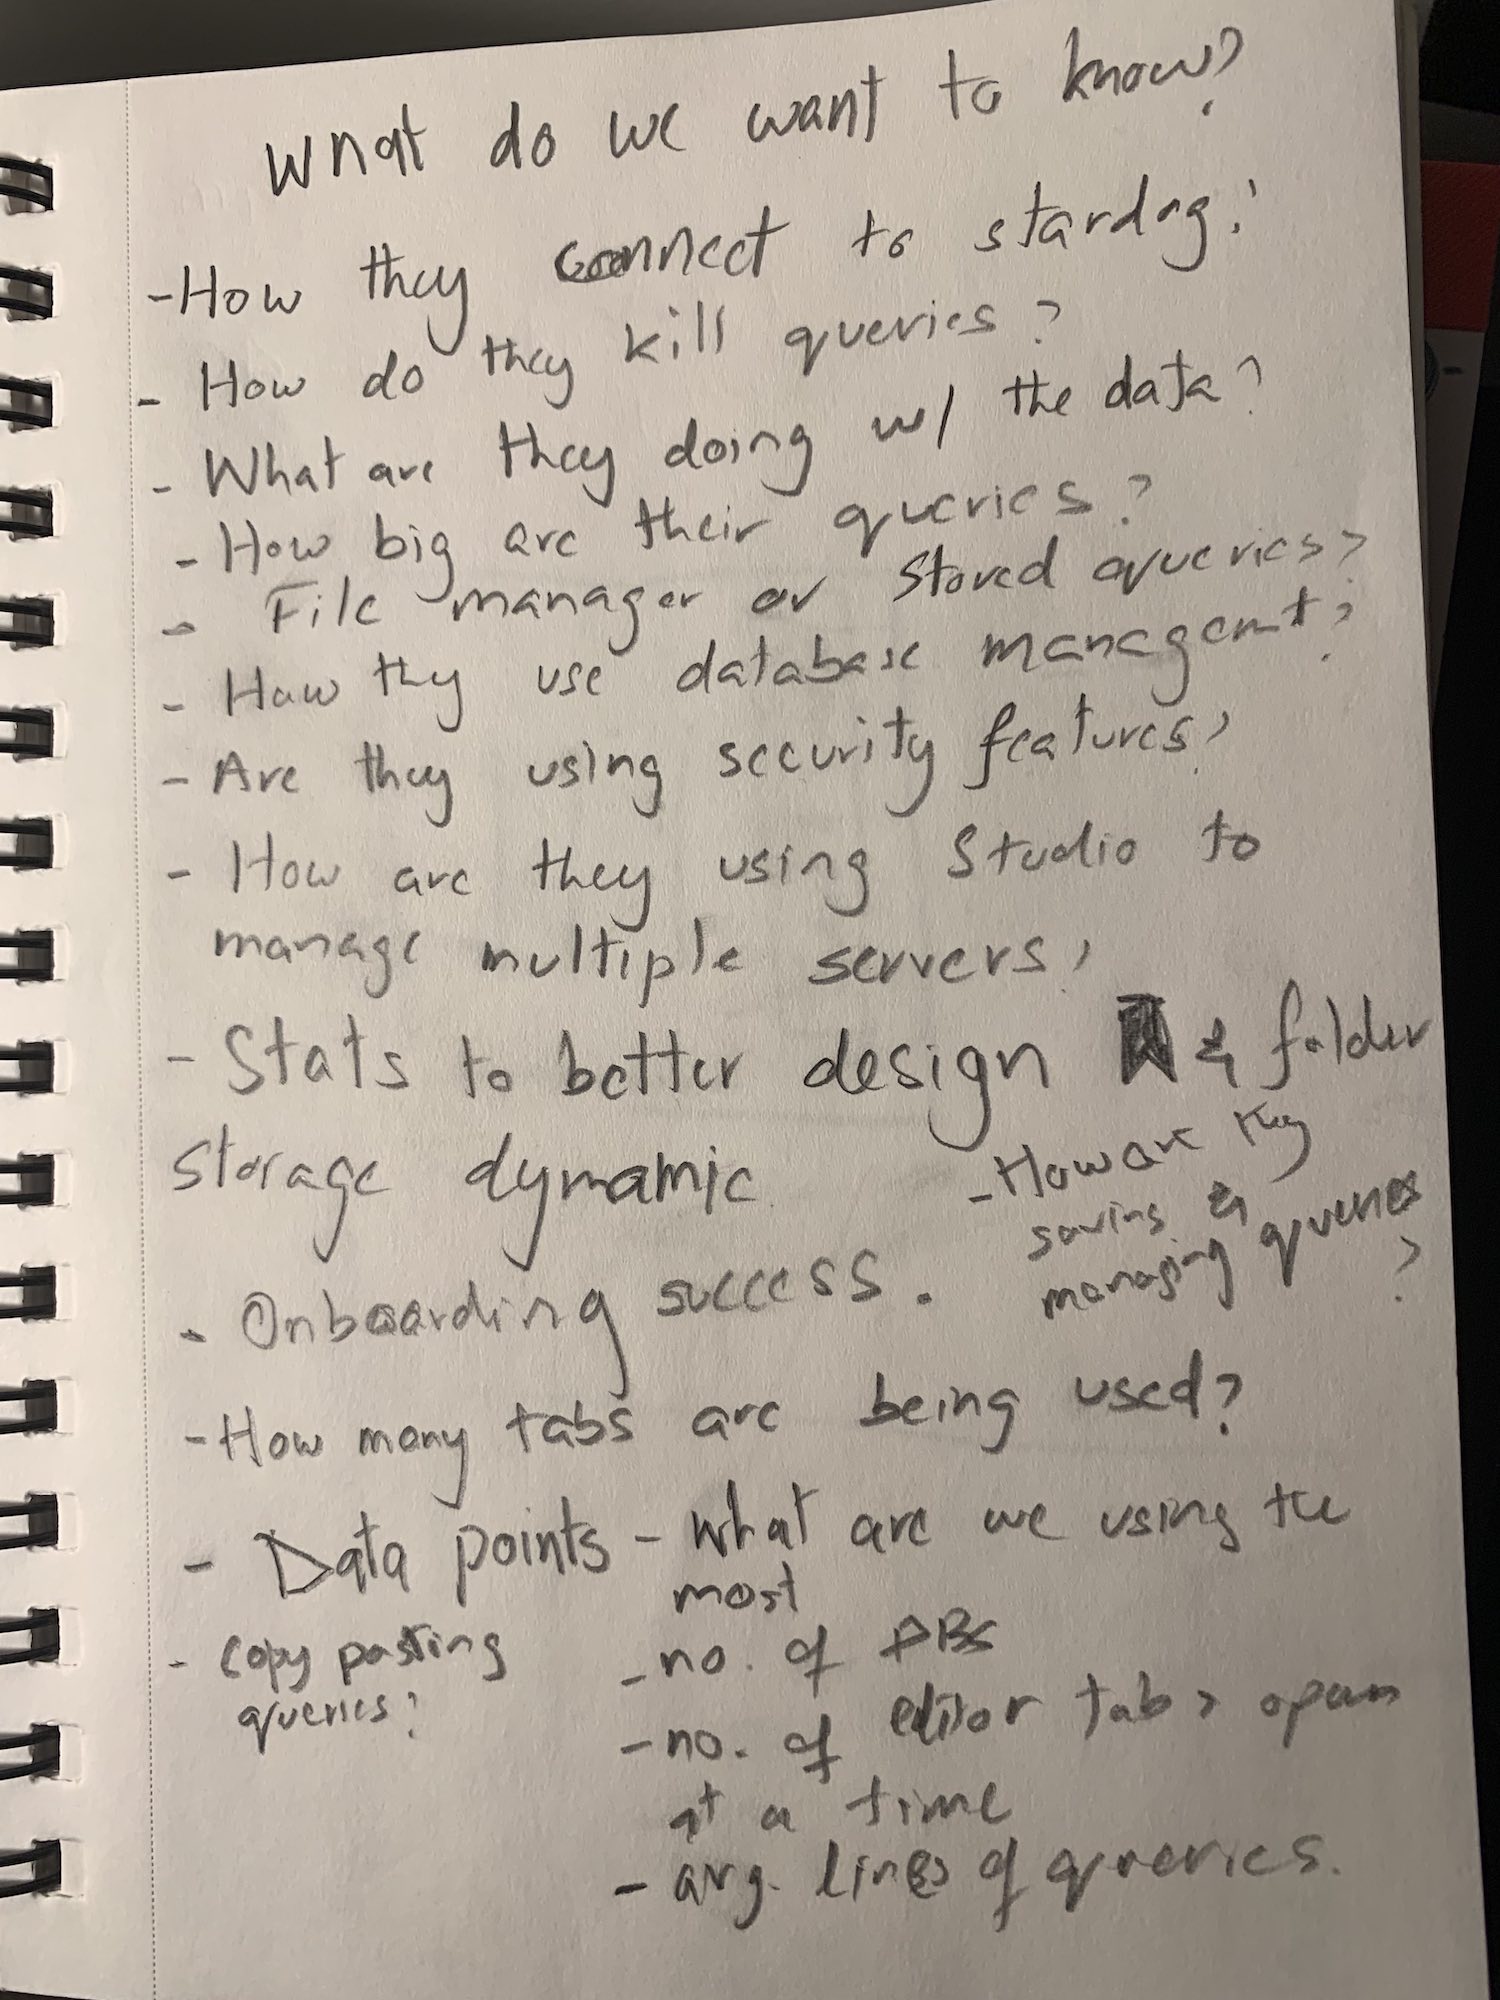 What do we want to know?
- How they connect to stardog?
- How do they kill queries?
- What are they doing w/ the data?
- How big are their queries?
- File manager or stored queries?
- How thy use database managemt?
- Are they using security features?
- How are they using Studio to
manage multiple servers?
- Stats to better design & folder
storage dynamic
- How are they
saving &
managing queries
?
- Onboarding success.
- How many tabs are being used?
- Data points - What are we using the
most
- no. of DBs
- no. of editor tabs open
at a time
- avg. lines of queries.
- Copy pasting
queries?